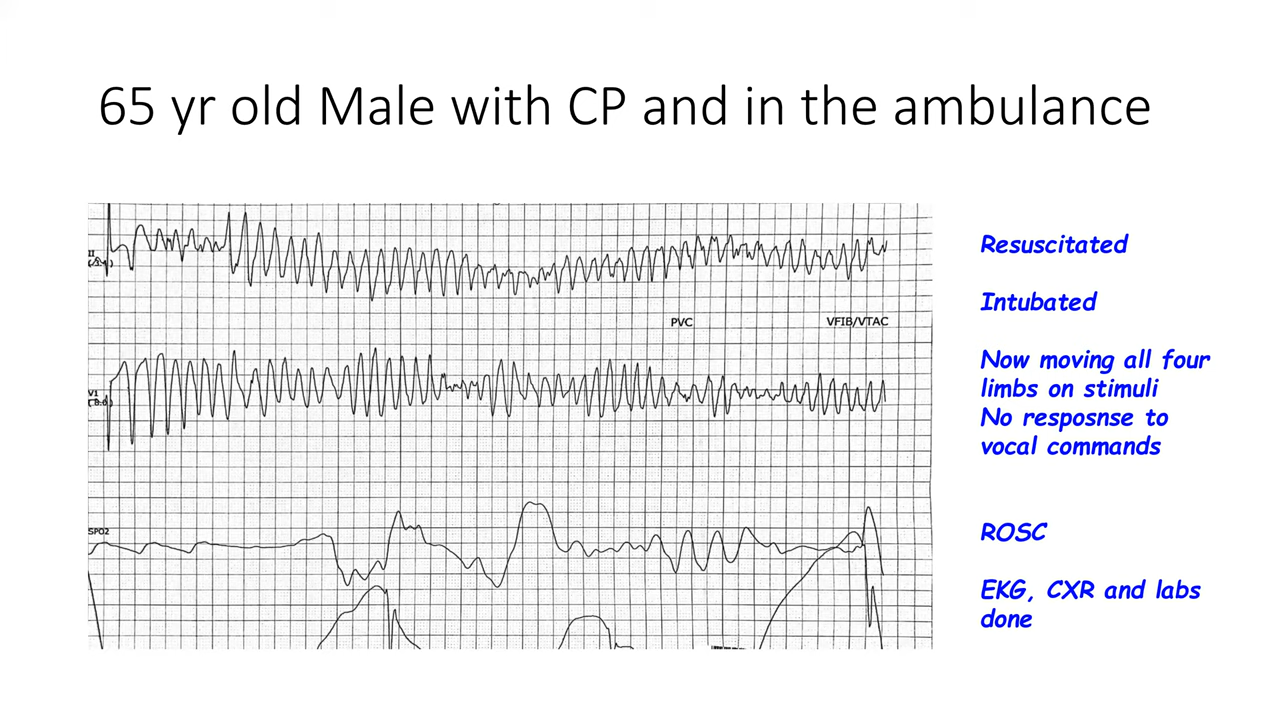 65 yr old Male with CP and in the ambulance
II
PVC
VFIB/VTAC
V1
SPO2
Resuscitated
Intubated
Now moving all four
limbs on stimuli
No resposnse to
vocal commands
ROSC
EKG, CXR and labs
done